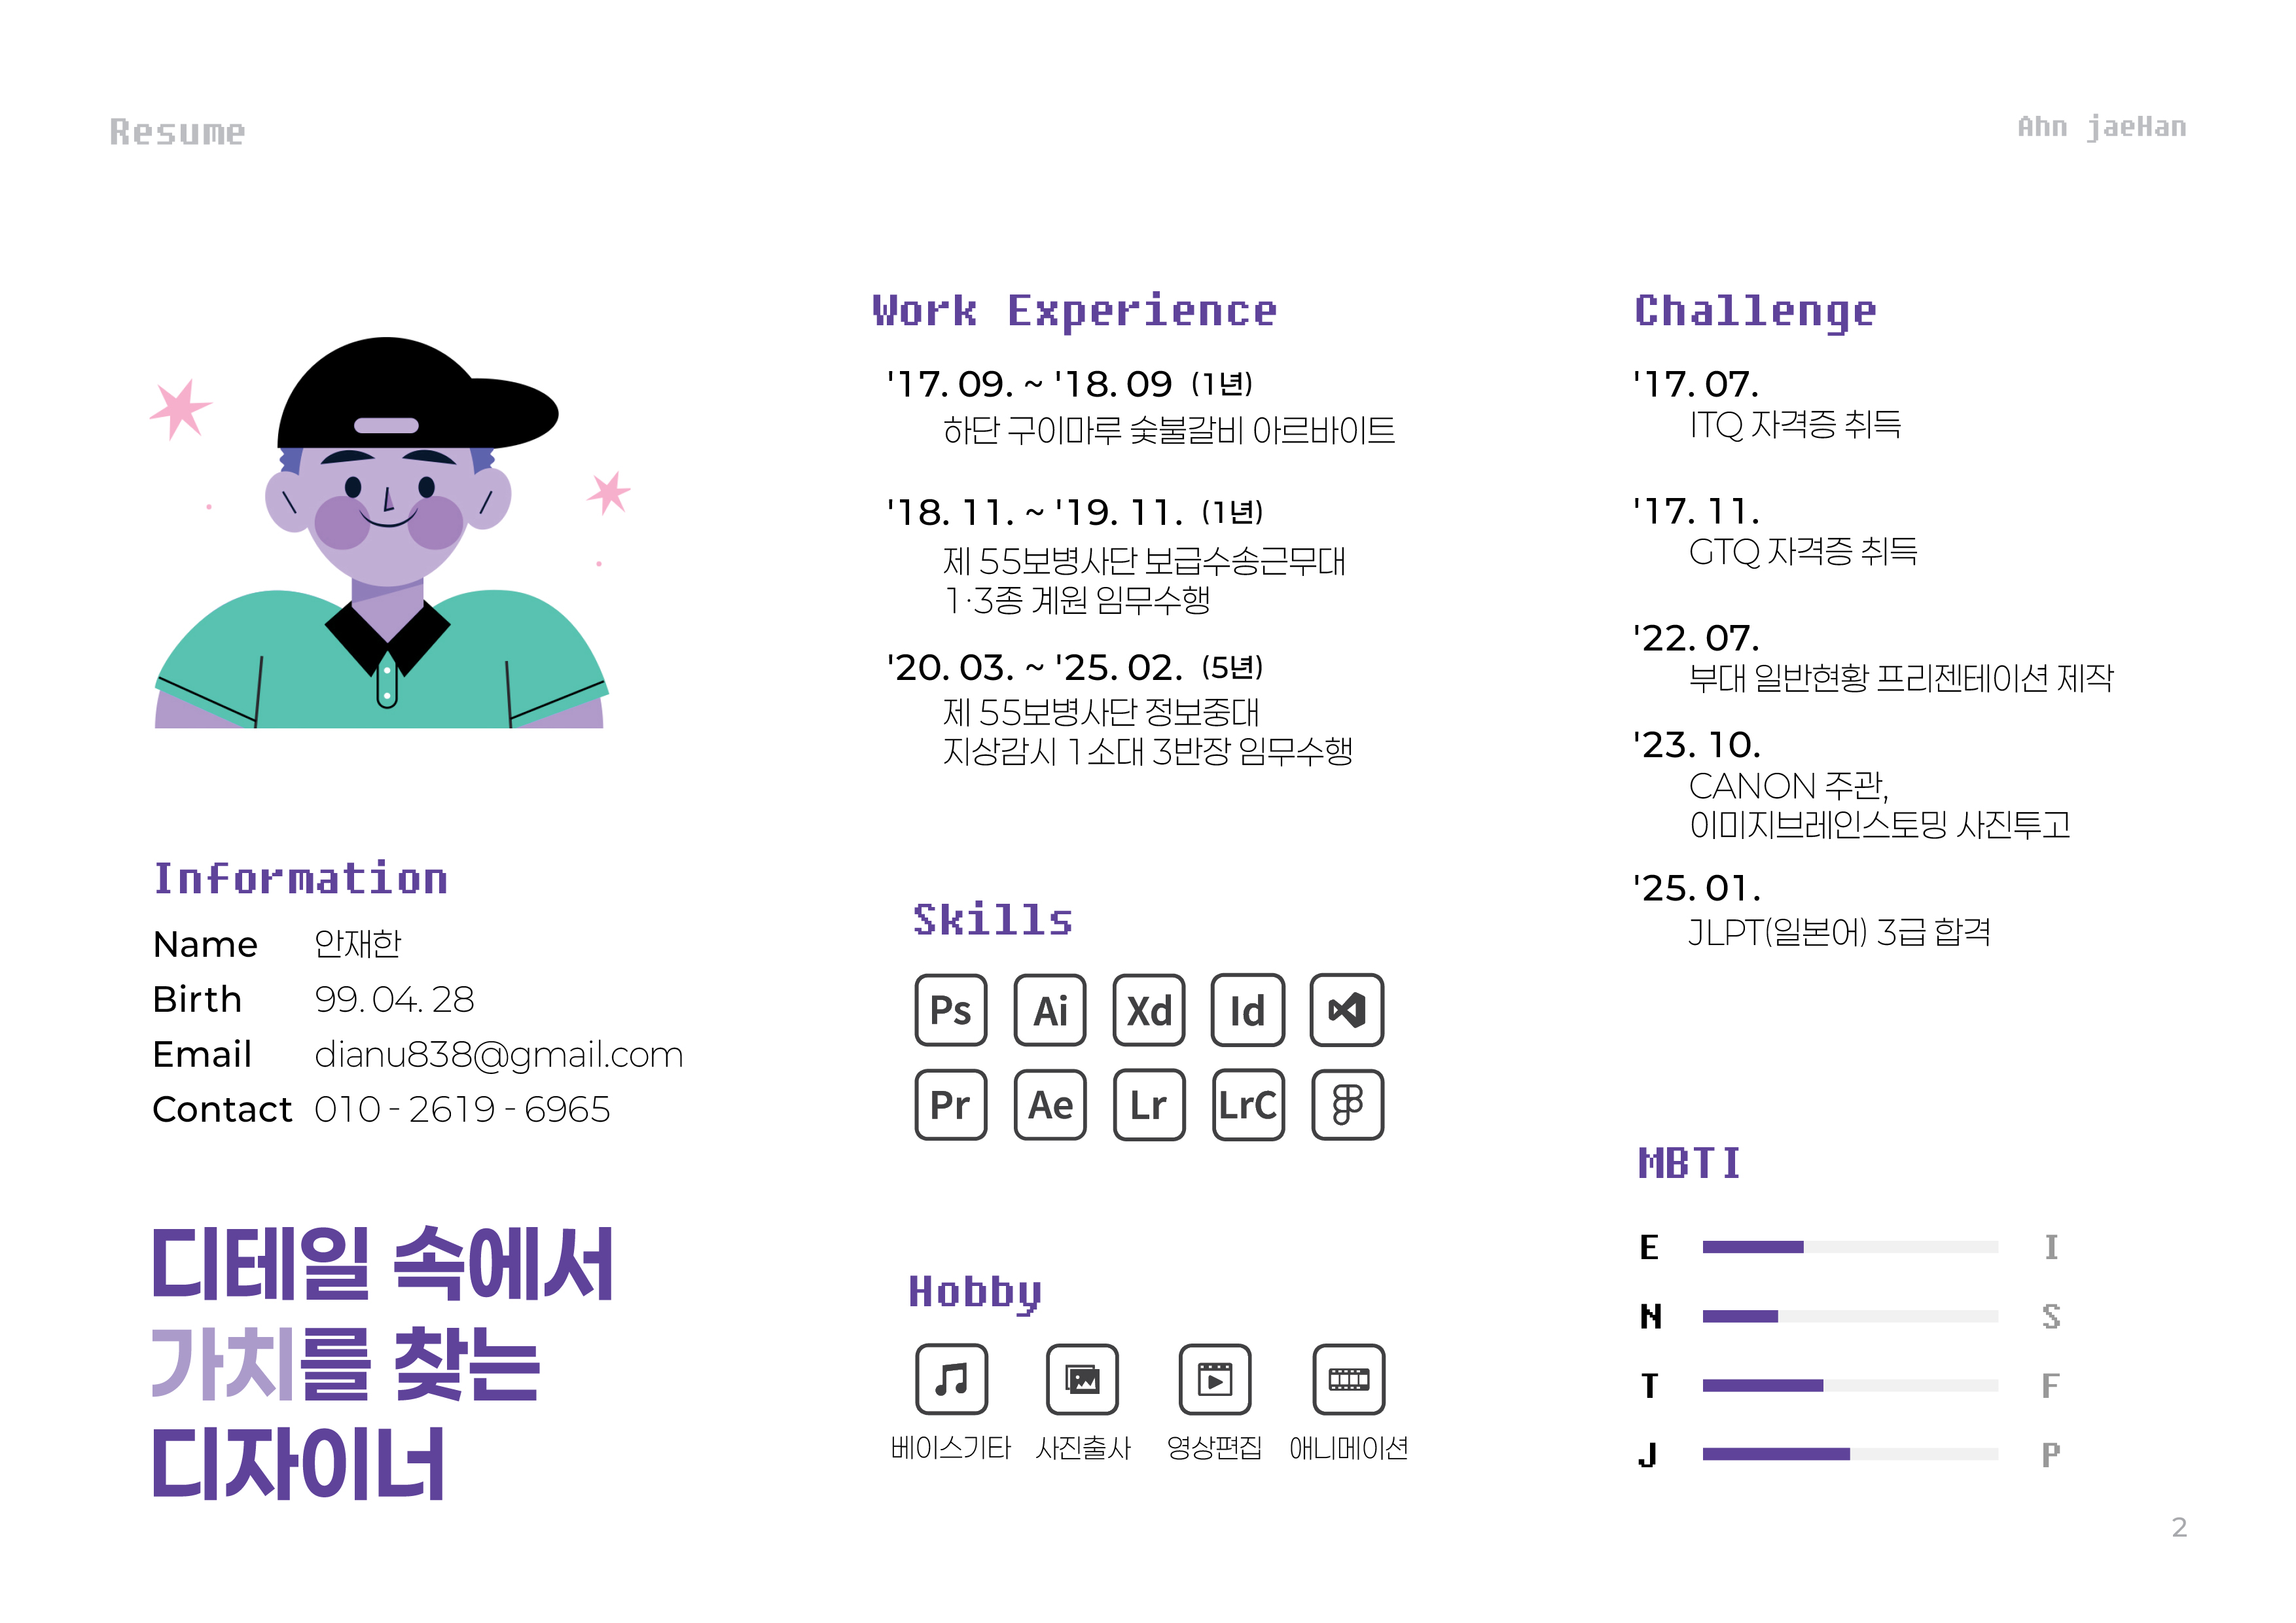 Resume
Ahn jaeHan
Information
Name 안재한
Birth 99. 04. 28
Email dianu838@gmail.com
Contact 010 - 2619 - 6965
디테일 속에서
가치를 찾는
디자이너
Work Experience
'17. 09. ~ '18. 09 (1년)
하단 구이마루 숯불갈비 아르바이트
'18. 11. ~ '19. 11. (1년)
제 55보병사단 보급수송근무대
1·3종 계원 임무수행
'20. 03. ~ '25. 02. (5년)
제 55보병사단 정보중대
지상감시 1소대 3반장 임무수행
Skills
Ps Ai Xd Id
Pr Ae Lr LrC
Hobby
베이스기타 사진출사 영상편집 애니메이션
Challenge
'17. 07.
ITQ 자격증 취득
'17. 11.
GTQ 자격증 취득
'22. 07.
부대 일반현황 프리젠테이션 제작
'23. 10.
CANON 주관,
이미지브레인스토밍 사진투고
'25. 01.
JLPT(일본어) 3급 합격
MBTI
E I
N S
T F
J P
2